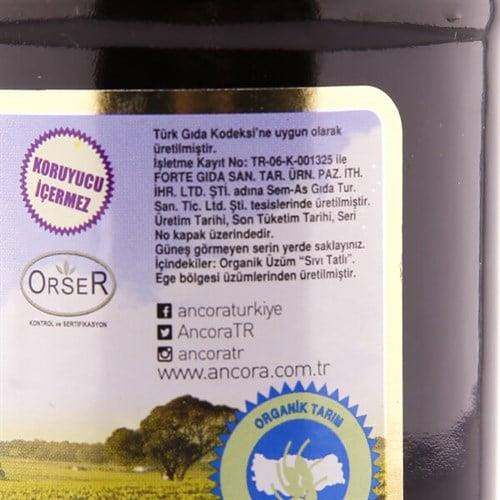 Türk Gıda Kodeksi'ne uygun olarak
üretilmiştir.
İşletme Kayıt No: TR-06-K-001325 ile
FORTE GIDA SAN. TAR. ÜRN. PAZ. İTH.
İHR. LTD. ŞTİ. adına Sem-As Gıda Tur.
San. Tic. Ltd. Şti. tesislerinde üretilmiştir.
Üretim Tarihi, Son Tüketim Tarihi, Seri
No kapak üzerindedir.
Güneş görmeyen serin yerde saklayınız.
İçindekiler: Organik Üzüm "Sıvı Tatlı".
Ege bölgesi üzümlerinden üretilmiştir.
KORUYUCU
İÇERMEZ
ORSER
KONTROL ve SERTİFİKASYON
ancoraturkiye
AncoraTR
ancoratr
www.ancora.com.tr
ORGANİK TARIM